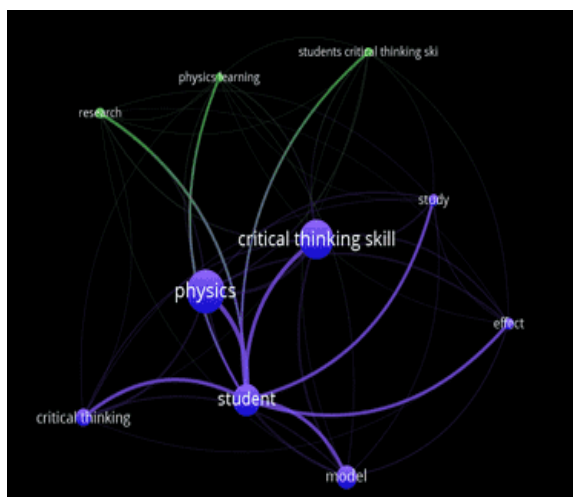 students critical thinking ski
physics learning
research
study
critical thinking skill
physics
effect
student
critical thinking
model